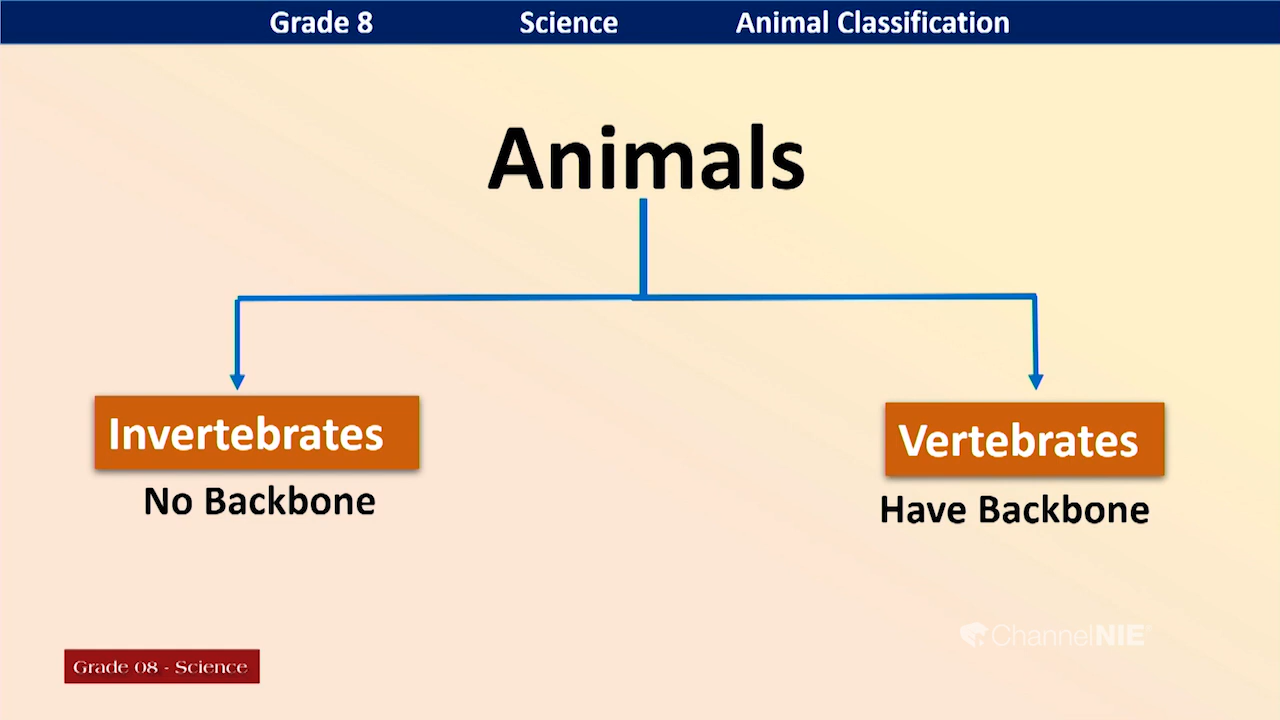 Grade 8 Science Animal Classification
Animals
Invertebrates
No Backbone
Vertebrates
Have Backbone
ChannelNIE
Grade 08 - Science